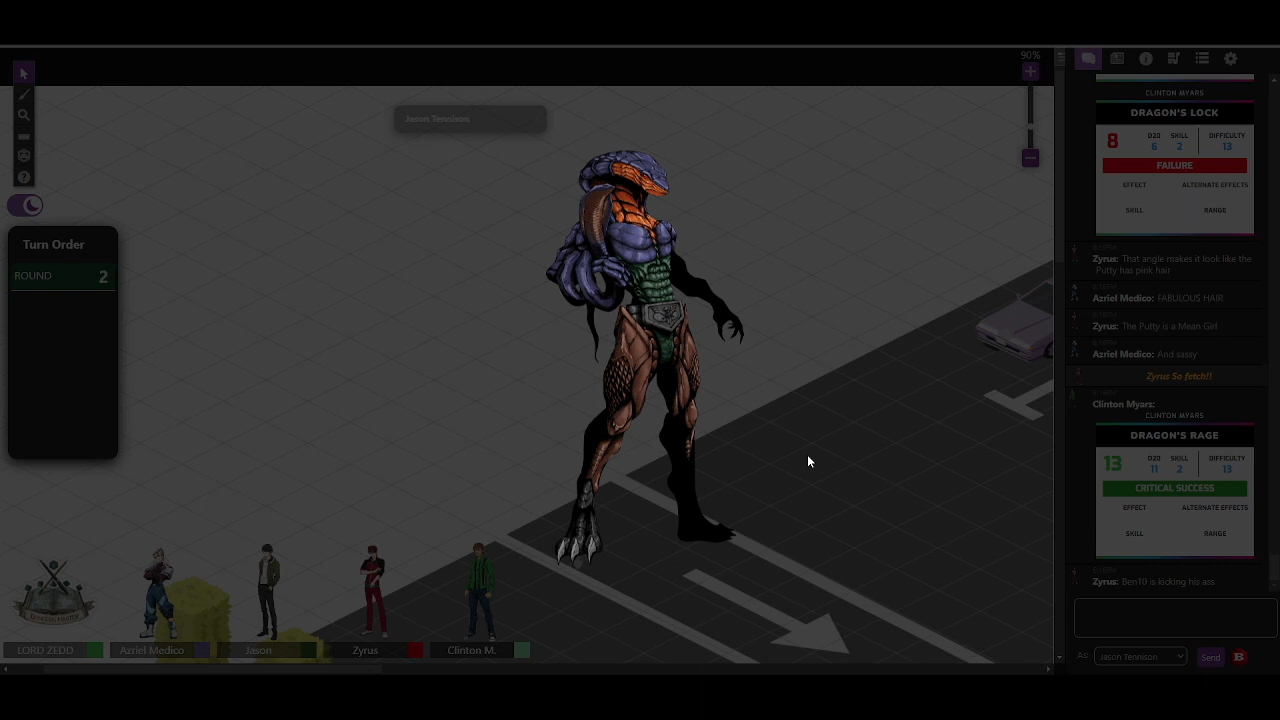 90%
Jason Tennison
Turn Order
ROUND 2
LORD ZEDD
Azriel Medico
Jason
Zyrus
Clinton M.
CLINTON MYARS
DRAGON'S LOCK
8
D20 SKILL DIFFICULTY
6 2 13
FAILURE
EFFECT ALTERNATE EFFECTS
SKILL RANGE
Zyrus: That angle makes it look like the
Putty has pink hair
Azriel Medico: FABULOUS HAIR
Zyrus: The Putty is a Mean Girl
Azriel Medico: And sassy
Zyrus So fetch!!
Clinton Myars:
CLINTON MYARS
DRAGON'S RAGE
13
D20 SKILL DIFFICULTY
11 2 13
CRITICAL SUCCESS
EFFECT ALTERNATE EFFECTS
SKILL RANGE
Zyrus: Ben10 is kicking his ass
As: Jason Tennison Send B